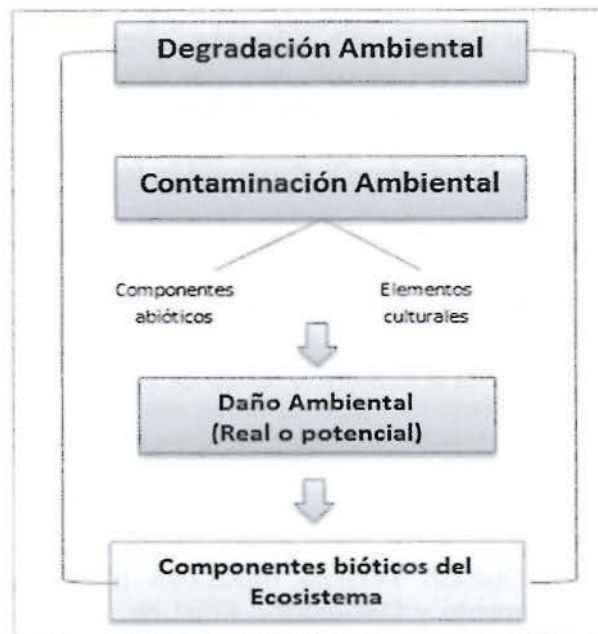 Degradación Ambiental
Contaminación Ambiental
Componentes
abióticos
Elementos
culturales
Daño Ambiental
(Real o potencial)
Componentes bióticos del
Ecosistema